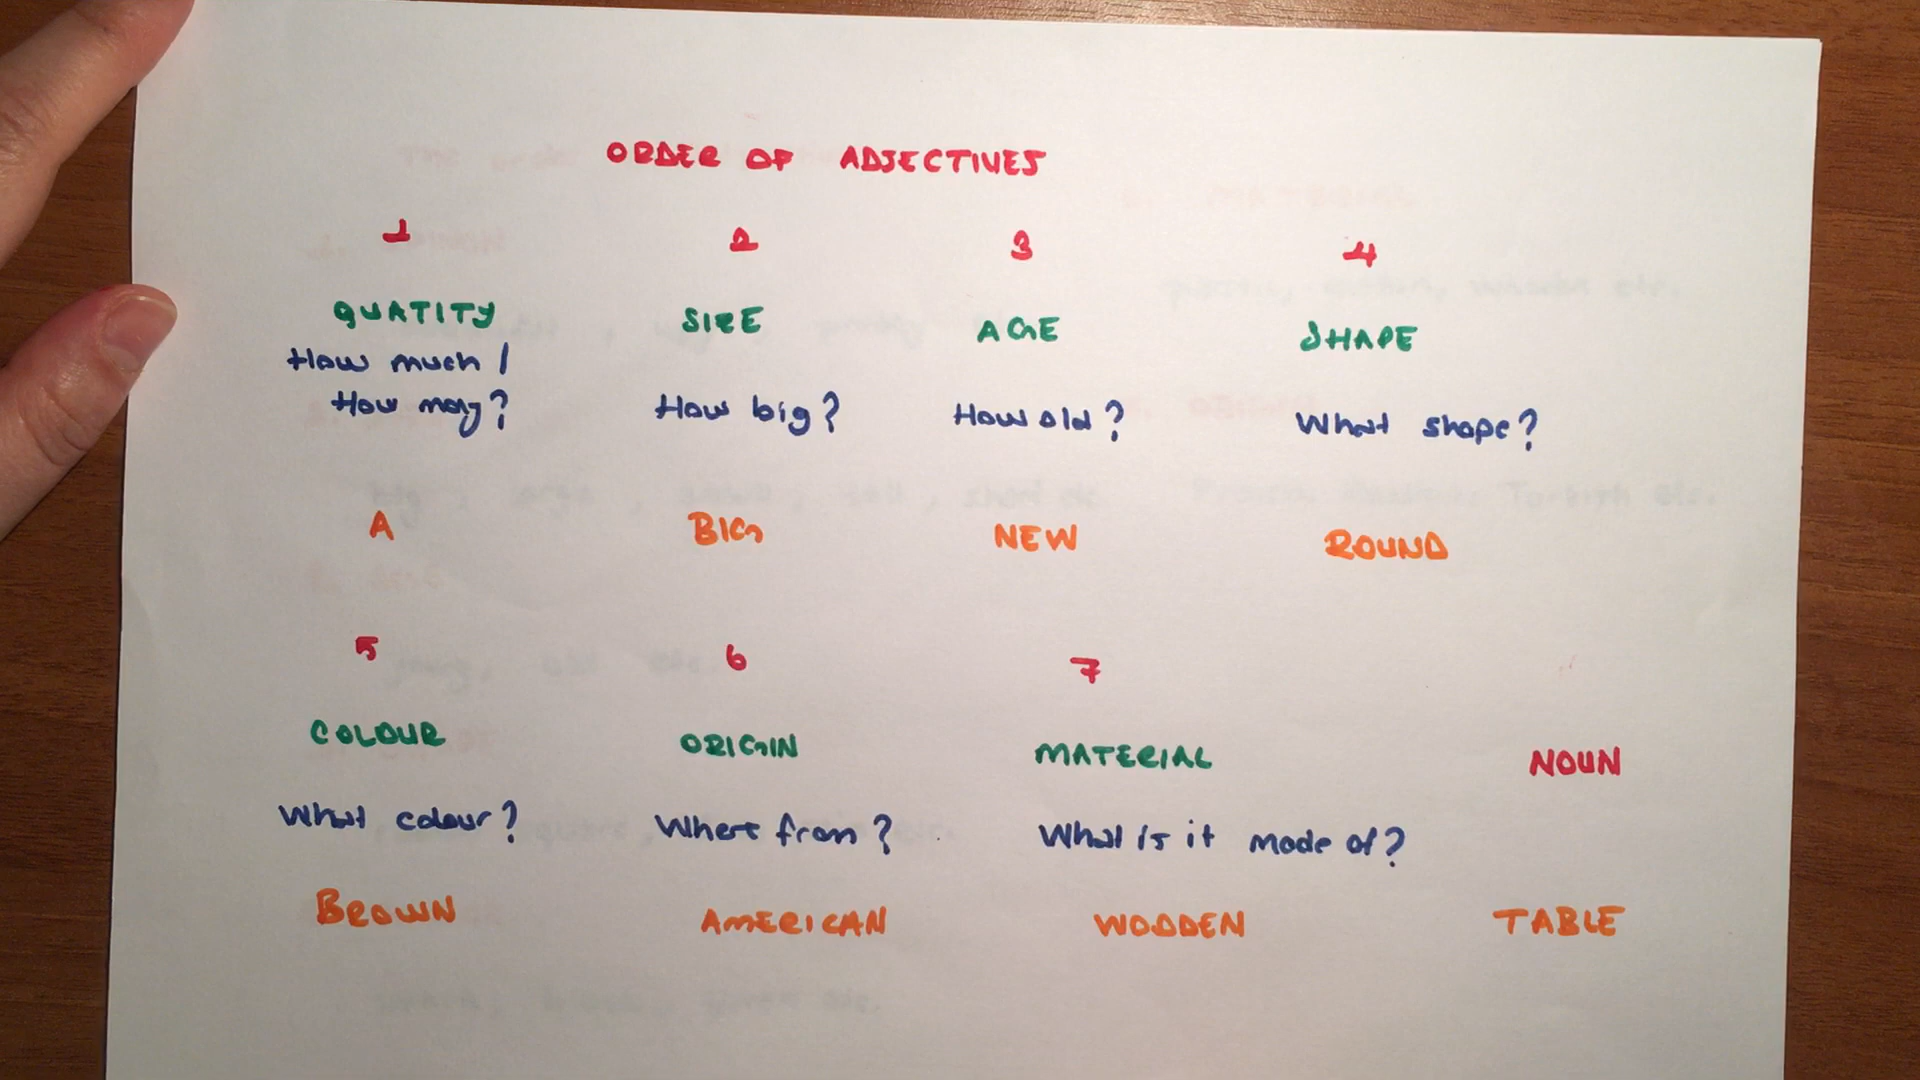 ORDER OF ADJECTIVES
1 2 3 4
QUATITY SIZE AGE SHAPE
How much /
How many? How big? How old? What shape?
A BIG NEW ROUND
5 6 7
COLOUR ORIGIN MATERIAL NOUN
What colour? Where from? What is it made of?
BROWN AMERICAN WOODEN TABLE